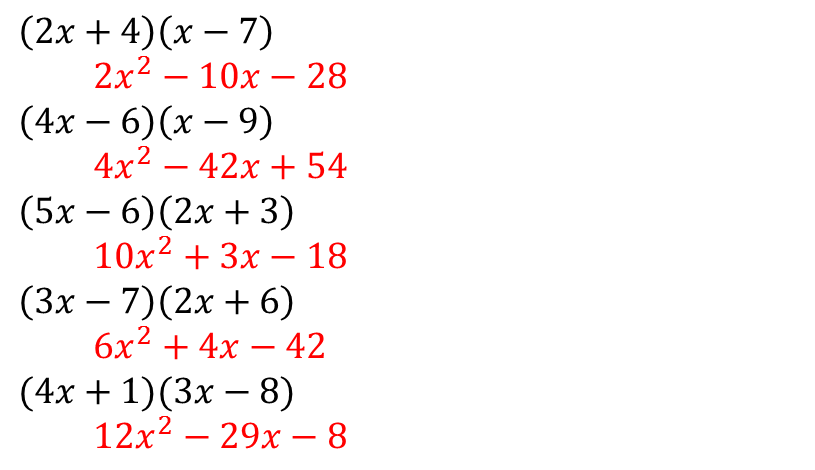 (2x + 4)(x − 7)
2x² − 10x − 28
(4x − 6)(x − 9)
4x² − 42x + 54
(5x − 6)(2x + 3)
10x² + 3x − 18
(3x − 7)(2x + 6)
6x² + 4x − 42
(4x + 1)(3x − 8)
12x² − 29x − 8